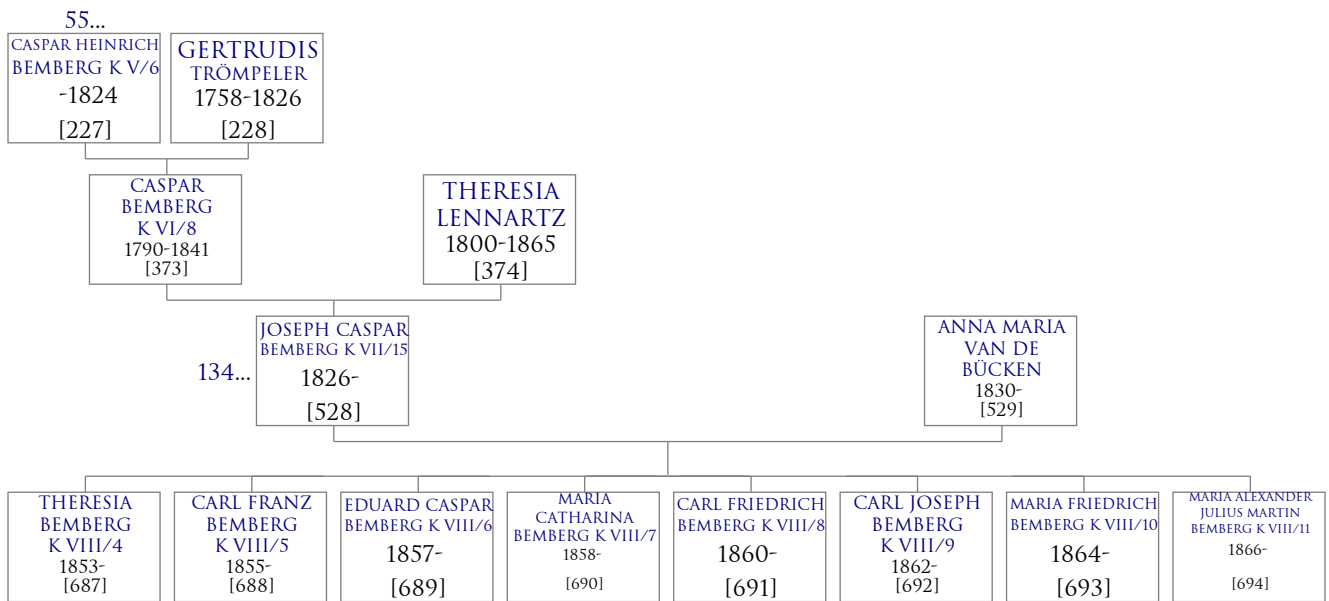 55...
CASPAR HEINRICH
BEMBERG K V/6
-1824
[227]
GERTRUDIS
TRÖMPELER
1758-1826
[228]
CASPAR
BEMBERG
K VI/8
1790-1841
[373]
THERESIA
LENNARTZ
1800-1865
[374]
134...
JOSEPH CASPAR
BEMBERG K VII/15
1826-
[528]
ANNA MARIA
VAN DE
BÜCKEN
1830-
[529]
THERESIA
BEMBERG
K VIII/4
1853-
[687]
CARL FRANZ
BEMBERG
K VIII/5
1855-
[688]
EDUARD CASPAR
BEMBERG K VIII/6
1857-
[689]
MARIA
CATHARINA
BEMBERG K VIII/7
1858-
[690]
CARL FRIEDRICH
BEMBERG K VIII/8
1860-
[691]
CARL JOSEPH
BEMBERG
K VIII/9
1862-
[692]
MARIA FRIEDRICH
BEMBERG K VIII/10
1864-
[693]
MARIA ALEXANDER
JULIUS MARTIN
BEMBERG K VIII/11
1866-
[694]